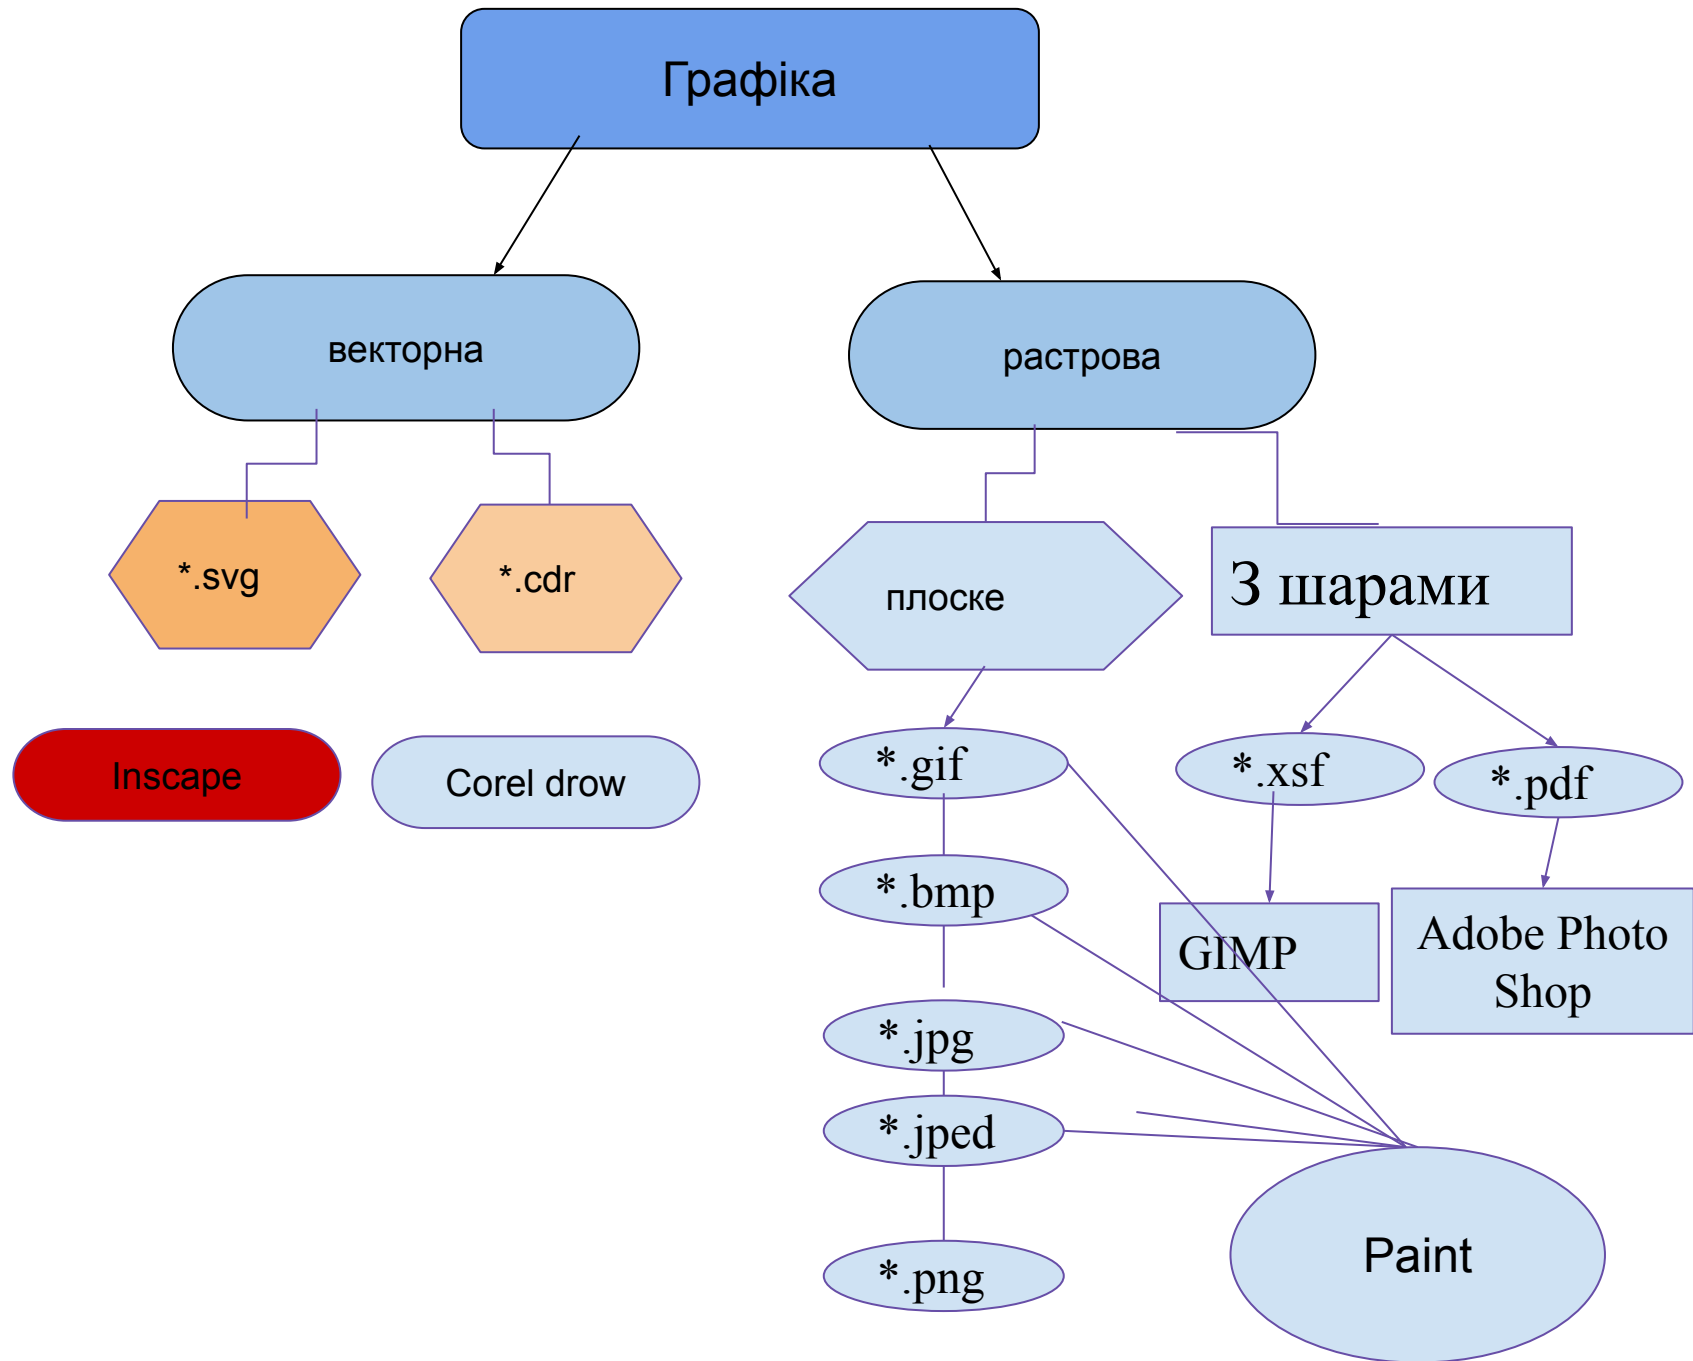 Графіка
векторна
растрова
*.svg
*.cdr
плоске
З шарами
Inscape
Corel drow
*.gif
*.xsf
*.pdf
*.bmp
GIMP
Adobe Photo
Shop
*.jpg
*.jped
*.png
Paint